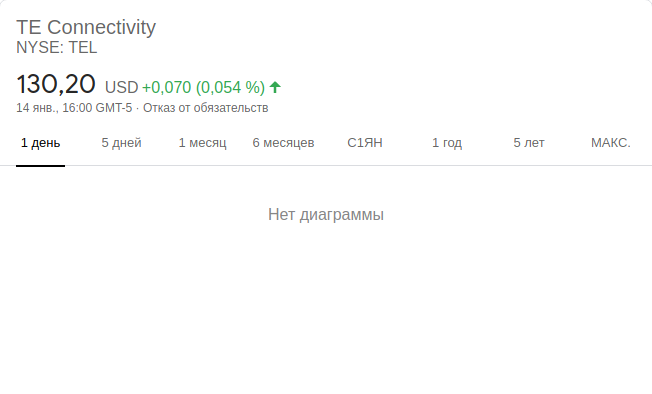 TE Connectivity
NYSE: TEL
130,20 USD +0,070 (0,054 %)
14 янв., 16:00 GMT-5 · Отказ от обязательств
1 день 5 дней 1 месяц 6 месяцев С1ЯН 1 год 5 лет МАКС.
Нет диаграммы